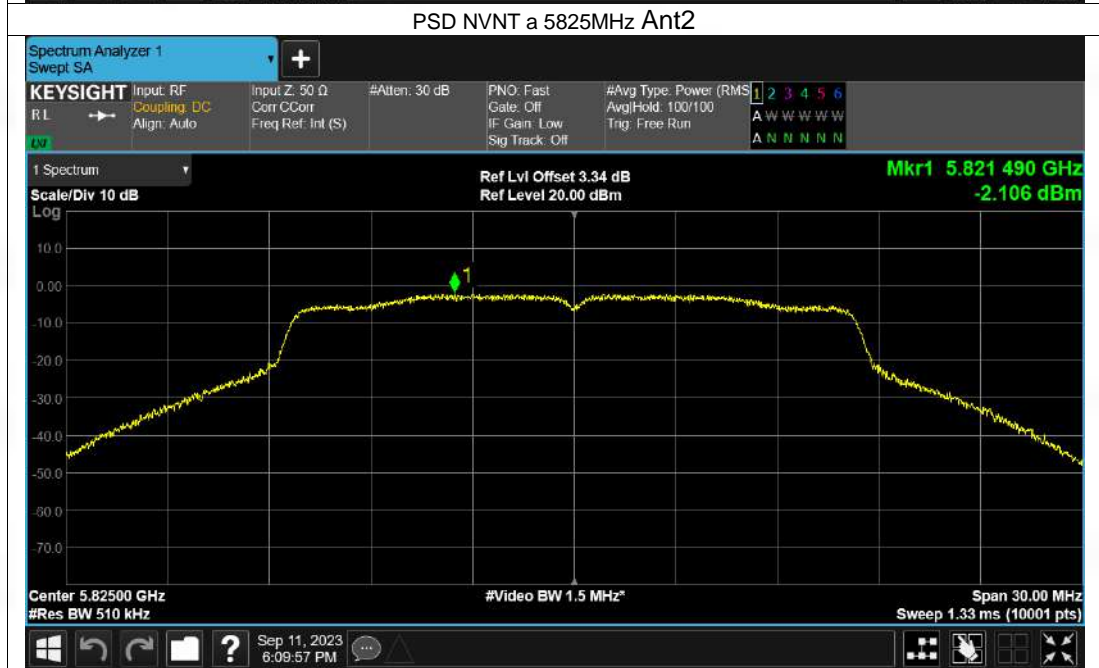 PSD NVNT a 5825MHz Ant2
Spectrum Analyzer 1
Swept SA
+
KEYSIGHT Input: RF Input Z: 50 Ω #Atten: 30 dB PNO: Fast #Avg Type: Power (RMS 1 2 3 4 5 6
RL Coupling: DC Corr CCorr Gate: Off Avg|Hold: 100/100 A W W W W W
Align: Auto Freq Ref: Int (S) IF Gain: Low Trig: Free Run
Sig Track: Off A N N N N N
1 Spectrum Ref Lvl Offset 3.34 dB Mkr1 5.821 490 GHz
Scale/Div 10 dB Ref Level 20.00 dBm -2.106 dBm
Log
10.0
1
0.00
-10.0
-20.0
-30.0
-40.0
-50.0
-60.0
-70.0
Center 5.82500 GHz #Video BW 1.5 MHz* Span 30.00 MHz
#Res BW 510 kHz Sweep 1.33 ms (10001 pts)
? Sep 11, 2023
6:09:57 PM